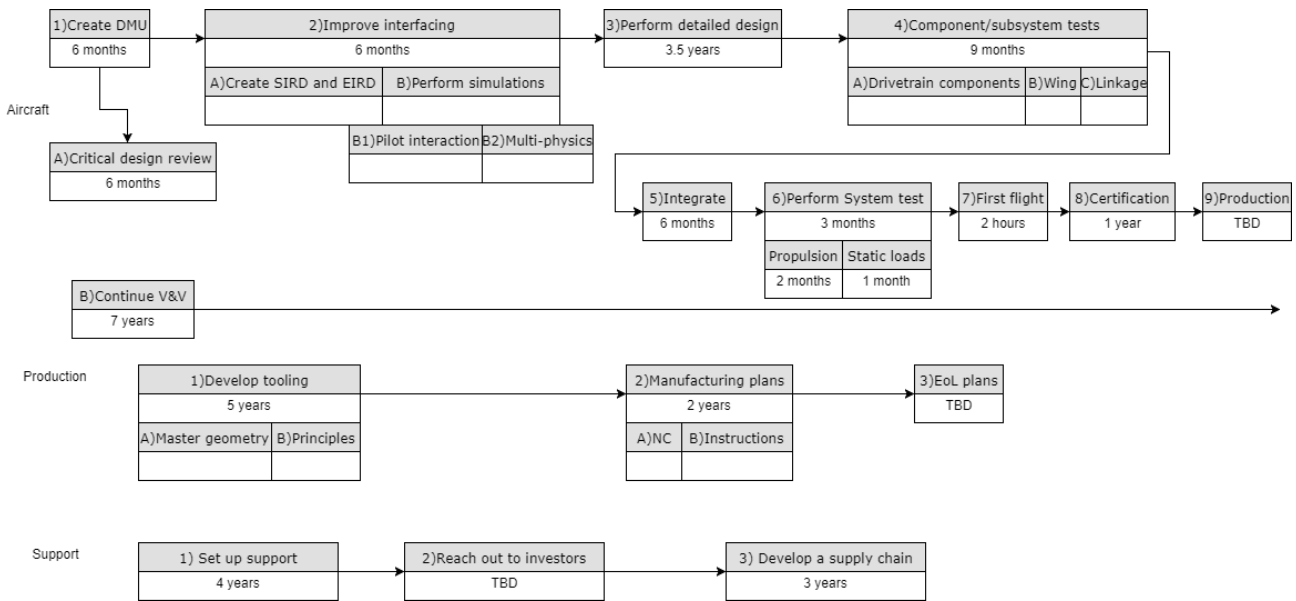 1)Create DMU
6 months
2)Improve interfacing
6 months
3)Perform detailed design
3.5 years
4)Component/subsystem tests
9 months
A)Create SIRD and EIRD
B)Perform simulations
A)Drivetrain components
B)Wing
C)Linkage
Aircraft
B1)Pilot interaction
B2)Multi-physics
A)Critical design review
6 months
5)Integrate
6 months
6)Perform System test
3 months
7)First flight
2 hours
8)Certification
1 year
9)Production
TBD
Propulsion
2 months
Static loads
1 month
B)Continue V&V
7 years
Production
1)Develop tooling
5 years
2)Manufacturing plans
2 years
3)EoL plans
TBD
A)Master geometry
B)Principles
A)NC
B)Instructions
Support
1) Set up support
4 years
2)Reach out to investors
TBD
3) Develop a supply chain
3 years